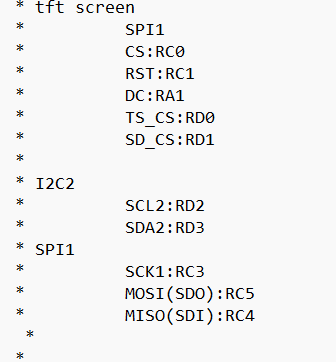 * tft screen
* SPI1
* CS:RC0
* RST:RC1
* DC:RA1
* TS_CS:RD0
* SD_CS:RD1
*
* I2C2
* SCL2:RD2
* SDA2:RD3
* SPI1
* SCK1:RC3
* MOSI(SDO):RC5
* MISO(SDI):RC4
*
*